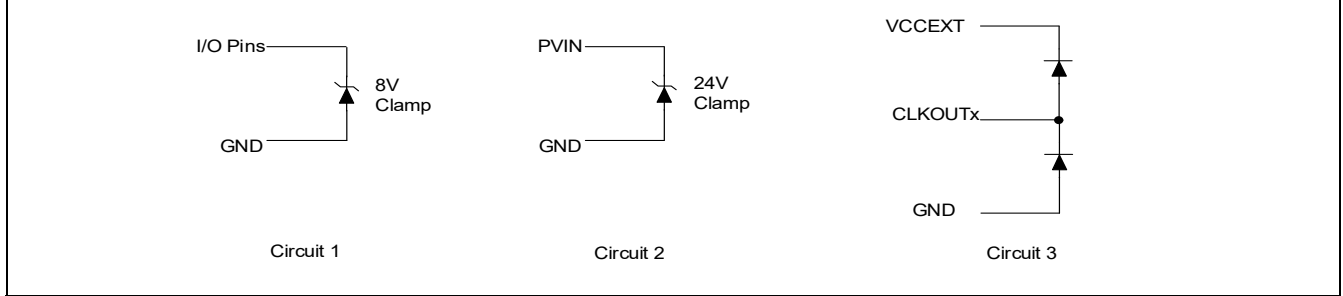 I/O Pins
8V
Clamp
GND
Circuit 1
PVIN
24V
Clamp
GND
Circuit 2
VCCEXT
CLKOUTx
GND
Circuit 3